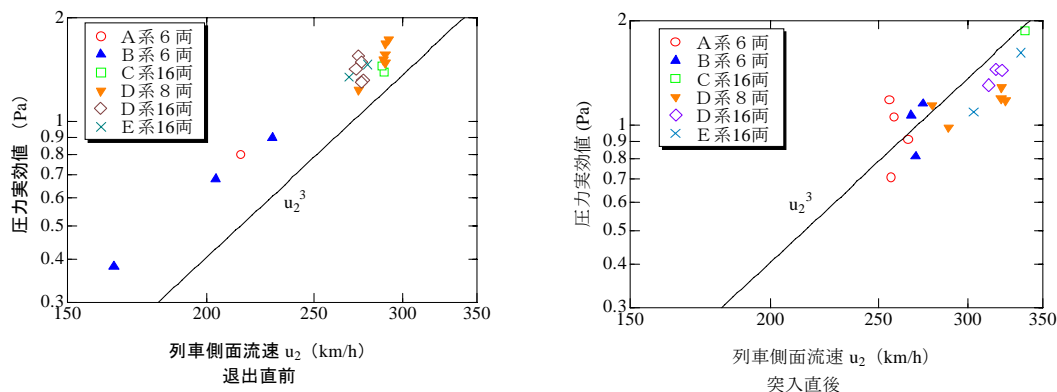 2
1
0.9
0.8
0.7
0.6
0.5
0.4
0.3
150
200
250
300
350
圧力実効値（Pa）
A系６両
B系６両
C系16両
D系８両
D系16両
E系16両
u₂³
列車側面流速 u₂（km/h）
退出直前
2
1
0.9
0.8
0.7
0.6
0.5
0.4
0.3
150
200
250
300
350
圧力実効値 (Pa)
A系６両
B系６両
C系16両
D系８両
D系16両
E系16両
u₂³
列車側面流速 u₂（km/h）
突入直後